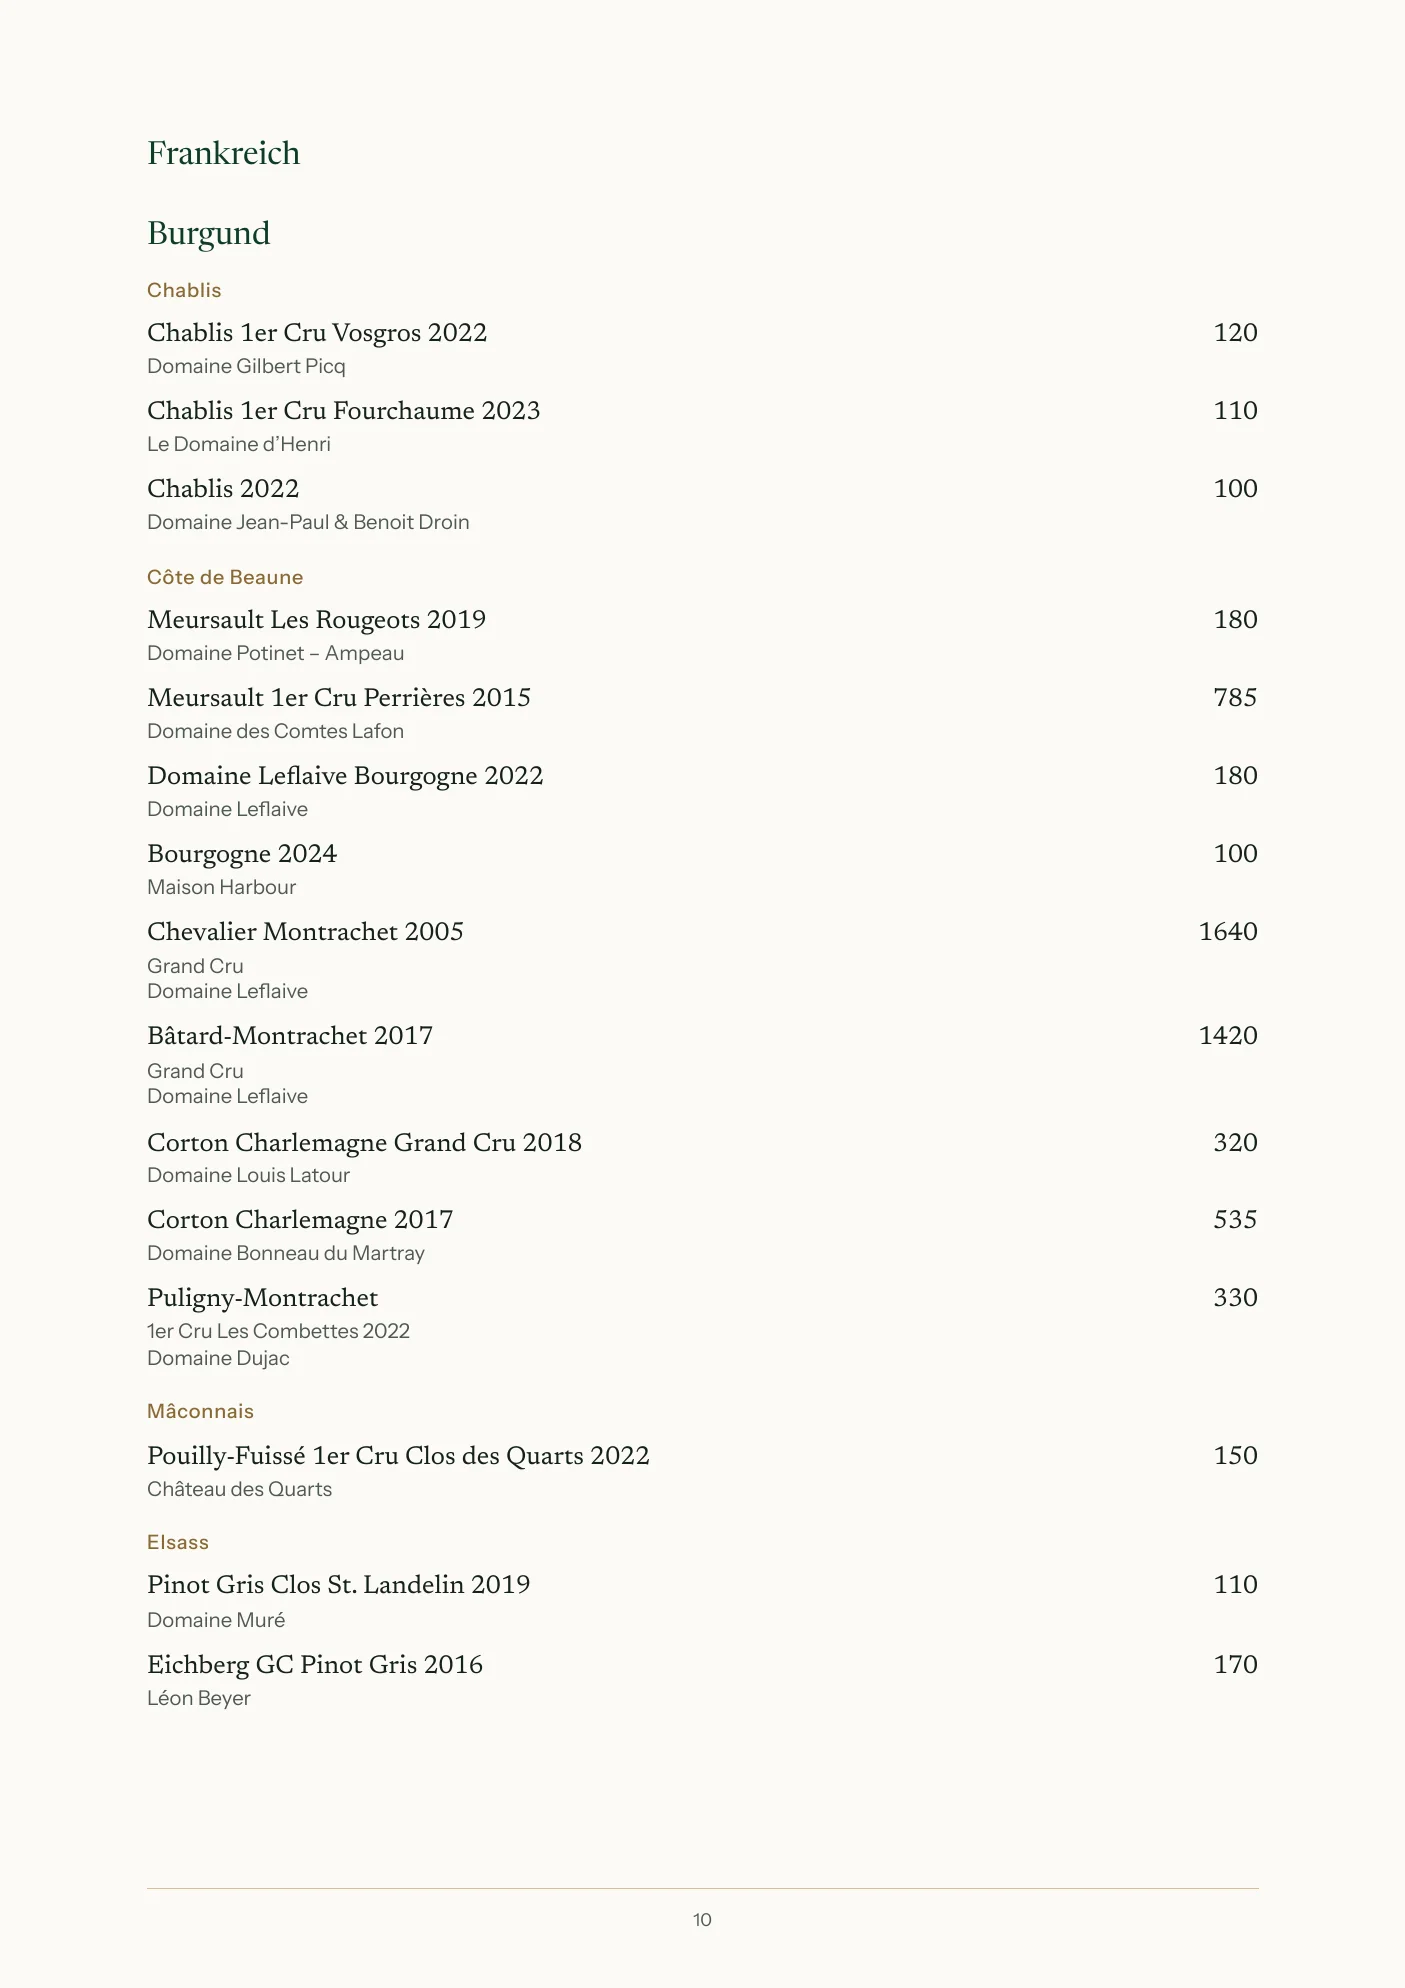 Frankreich
Burgund
Chablis
Chablis 1er Cru Vosgros 2022 120
Domaine Gilbert Picq
Chablis 1er Cru Fourchaume 2023 110
Le Domaine d’Henri
Chablis 2022 100
Domaine Jean-Paul & Benoit Droin
Côte de Beaune
Meursault Les Rougeots 2019 180
Domaine Potinet – Ampeau
Meursault 1er Cru Perrières 2015 785
Domaine des Comtes Lafon
Domaine Leflaive Bourgogne 2022 180
Domaine Leflaive
Bourgogne 2024 100
Maison Harbour
Chevalier Montrachet 2005 1640
Grand Cru
Domaine Leflaive
Bâtard-Montrachet 2017 1420
Grand Cru
Domaine Leflaive
Corton Charlemagne Grand Cru 2018 320
Domaine Louis Latour
Corton Charlemagne 2017 535
Domaine Bonneau du Martray
Puligny-Montrachet 330
1er Cru Les Combettes 2022
Domaine Dujac
Mâconnais
Pouilly-Fuissé 1er Cru Clos des Quarts 2022 150
Château des Quarts
Elsass
Pinot Gris Clos St. Landelin 2019 110
Domaine Muré
Eichberg GC Pinot Gris 2016 170
Léon Beyer
10